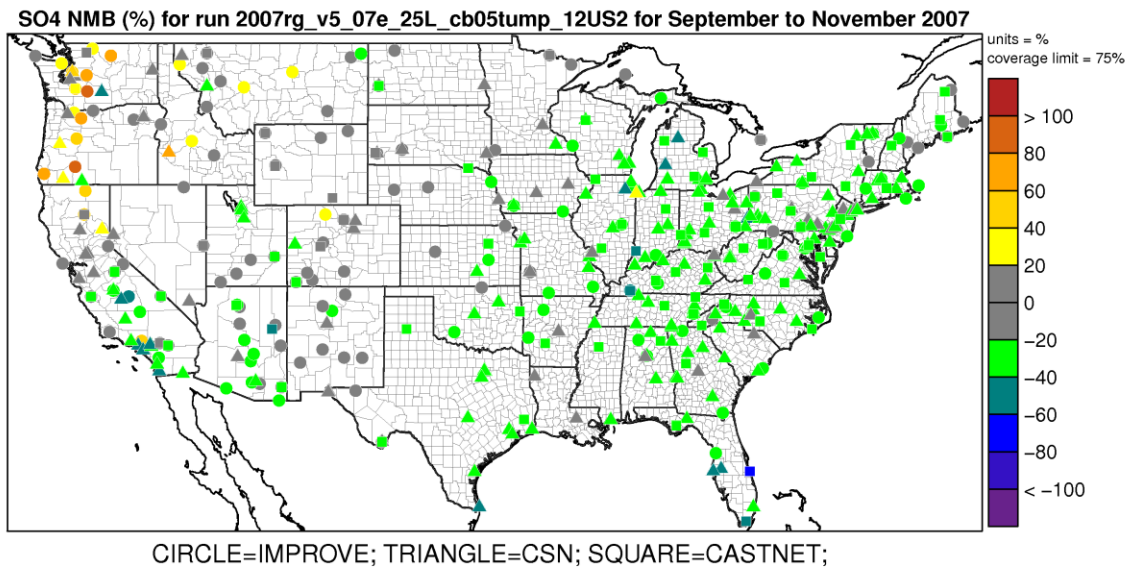 SO4 NMB (%) for run 2007rg_v5_07e_25L_cb05tump_12US2 for September to November 2007
units = %
coverage limit = 75%
> 100
80
60
40
20
0
−20
−40
−60
−80
< −100
CIRCLE=IMPROVE; TRIANGLE=CSN; SQUARE=CASTNET;